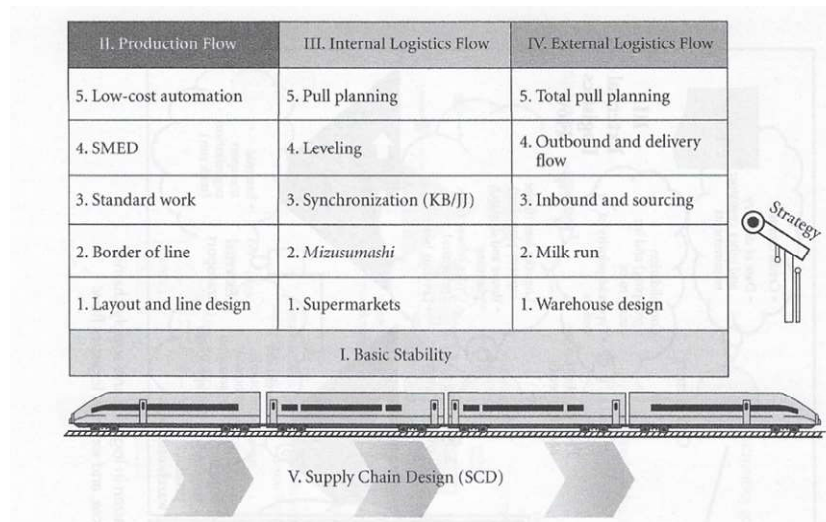 II. Production Flow
III. Internal Logistics Flow
IV. External Logistics Flow
5. Low-cost automation
5. Pull planning
5. Total pull planning
4. SMED
4. Leveling
4. Outbound and delivery
flow
3. Standard work
3. Synchronization (KB/JJ)
3. Inbound and sourcing
2. Border of line
2. Mizusumashi
2. Milk run
1. Layout and line design
1. Supermarkets
1. Warehouse design
Strategy
I. Basic Stability
V. Supply Chain Design (SCD)